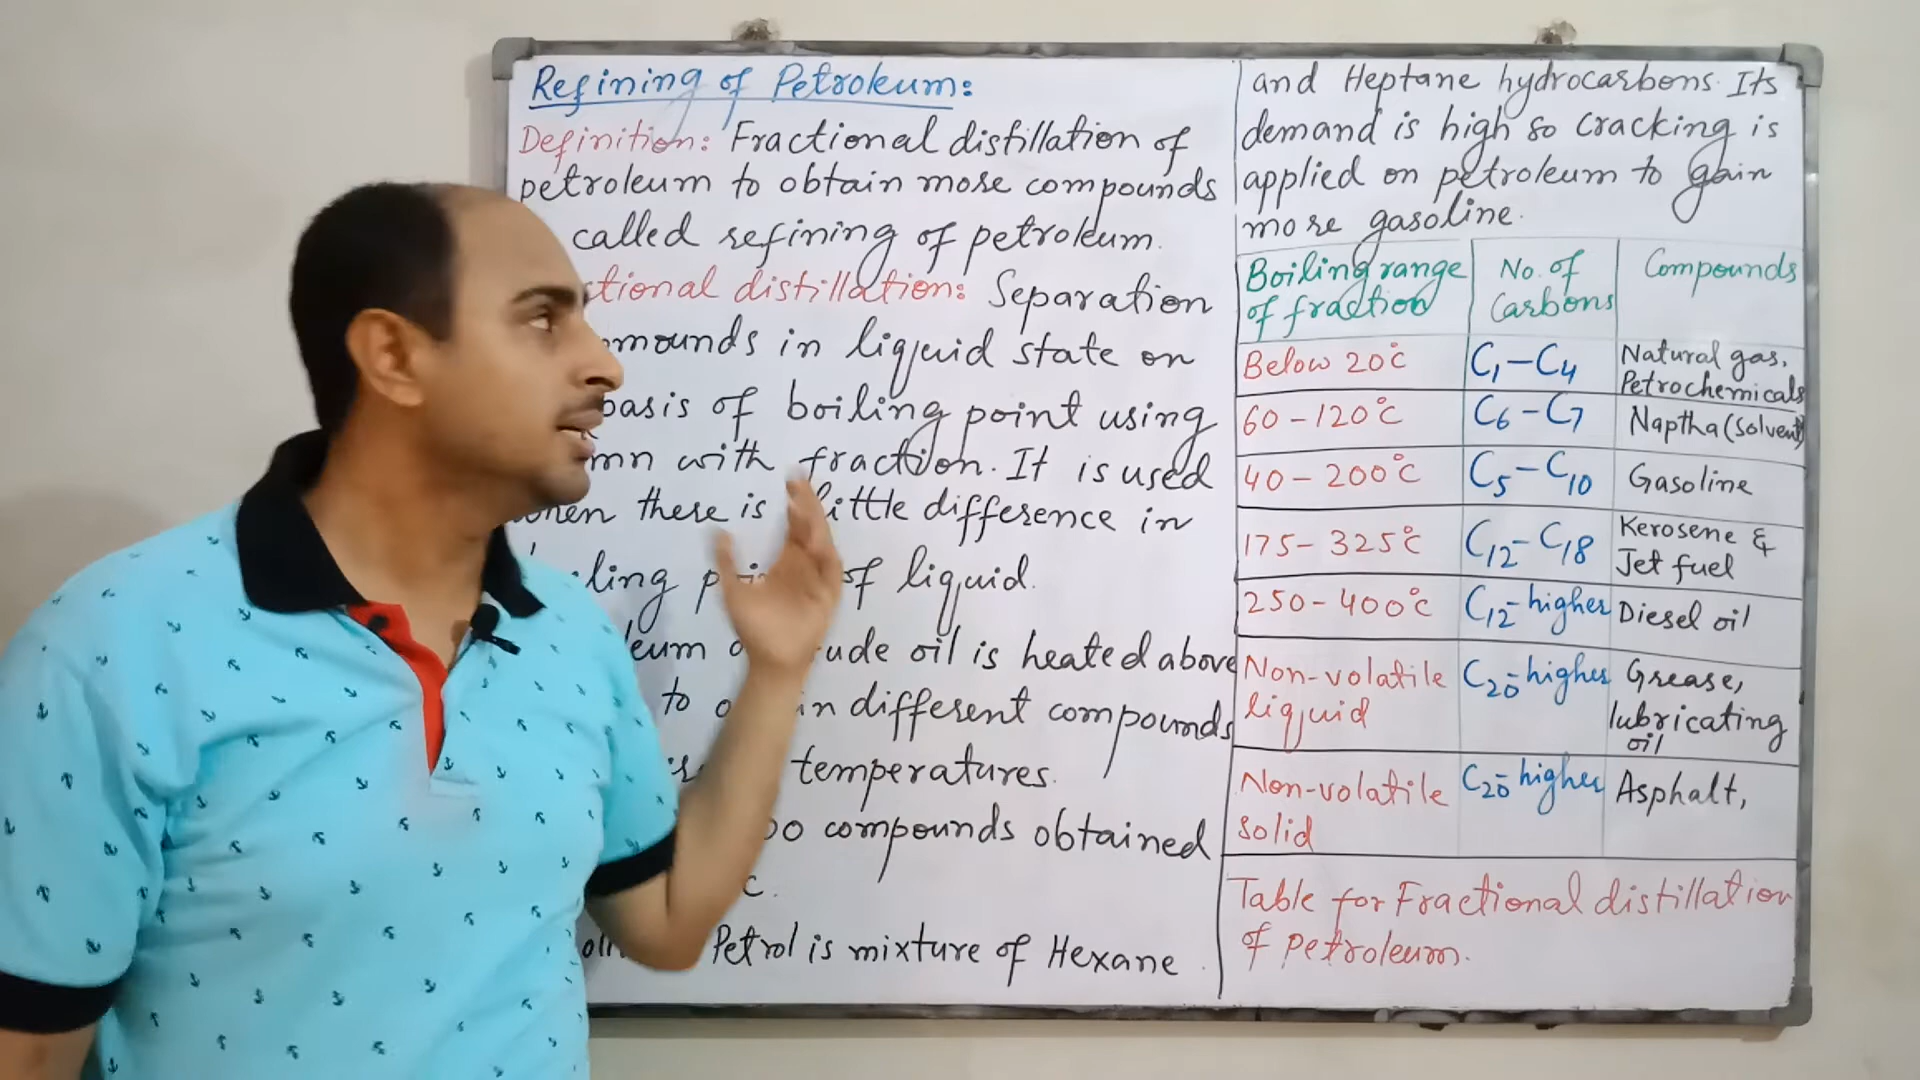 Refining of Petroleum:
Definition: Fractional distillation of
petroleum to obtain more compounds
called refining of petroleum.
distillation: Separation
in liquid state on
of boiling point using
with fraction. It is used
when there is little difference in
of liquid.
oil is heated above
to different compounds
temperatures.
compounds obtained
Petrol is mixture of Hexane
and Heptane hydrocarbons. Its
demand is high so cracking is
applied on petroleum to gain
more gasoline.
Boiling range of fraction No. of Carbons Compounds
Below 20°C C1-C4 Natural gas, Petrochemicals
60-120°C C6-C7 Naptha (solvent)
40-200°C C5-C10 Gasoline
175-325°C C12-C18 Kerosene & Jet fuel
250-400°C C12-higher Diesel oil
Non-volatile liquid C20-higher Grease, lubricating oil
Non-volatile solid C20-higher Asphalt,
Table for Fractional distillation
of petroleum.